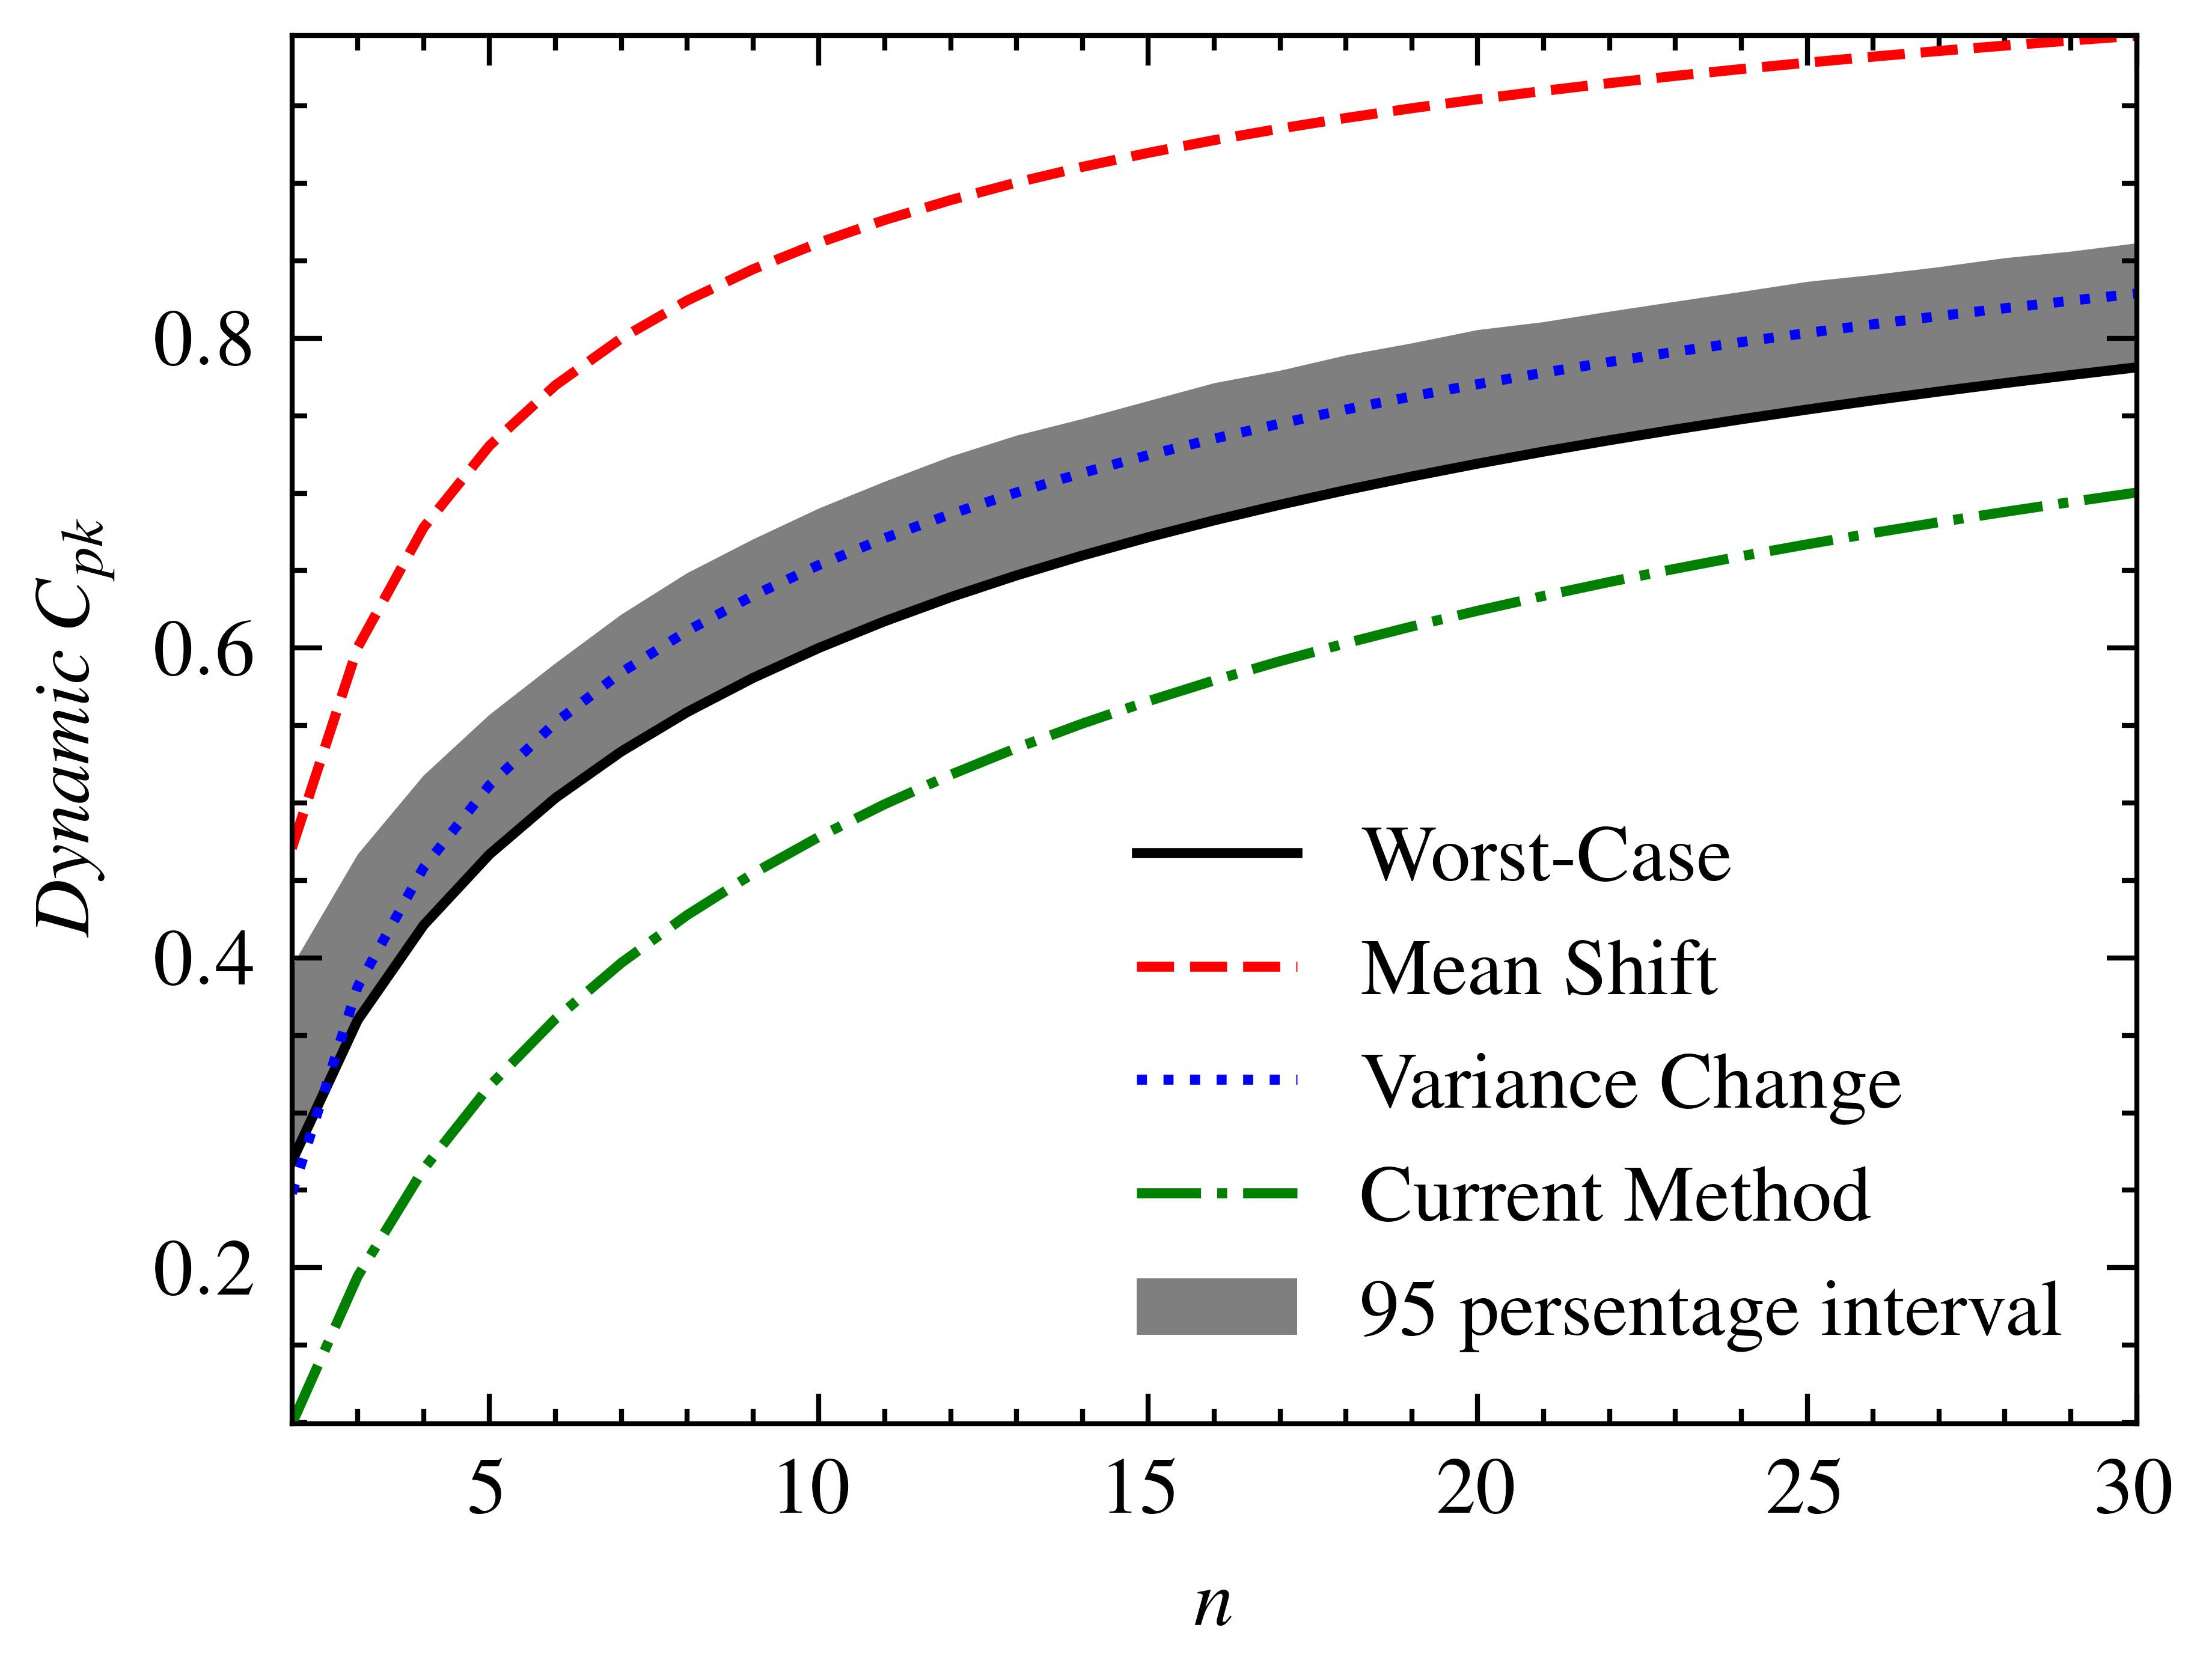 Dynamic C_pk
0.8
0.6
0.4
0.2
Worst-Case
Mean Shift
Variance Change
Current Method
95 persentage interval
5 10 15 20 25 30
n